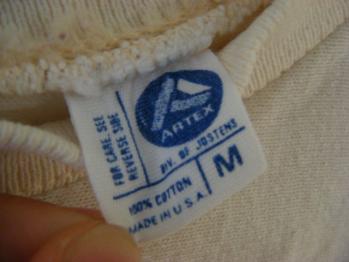 ARTEX
DIV. OF JOSTENS
FOR CARE SEE
REVERSE SIDE
M
100% COTTON
MADE IN U.S.A.